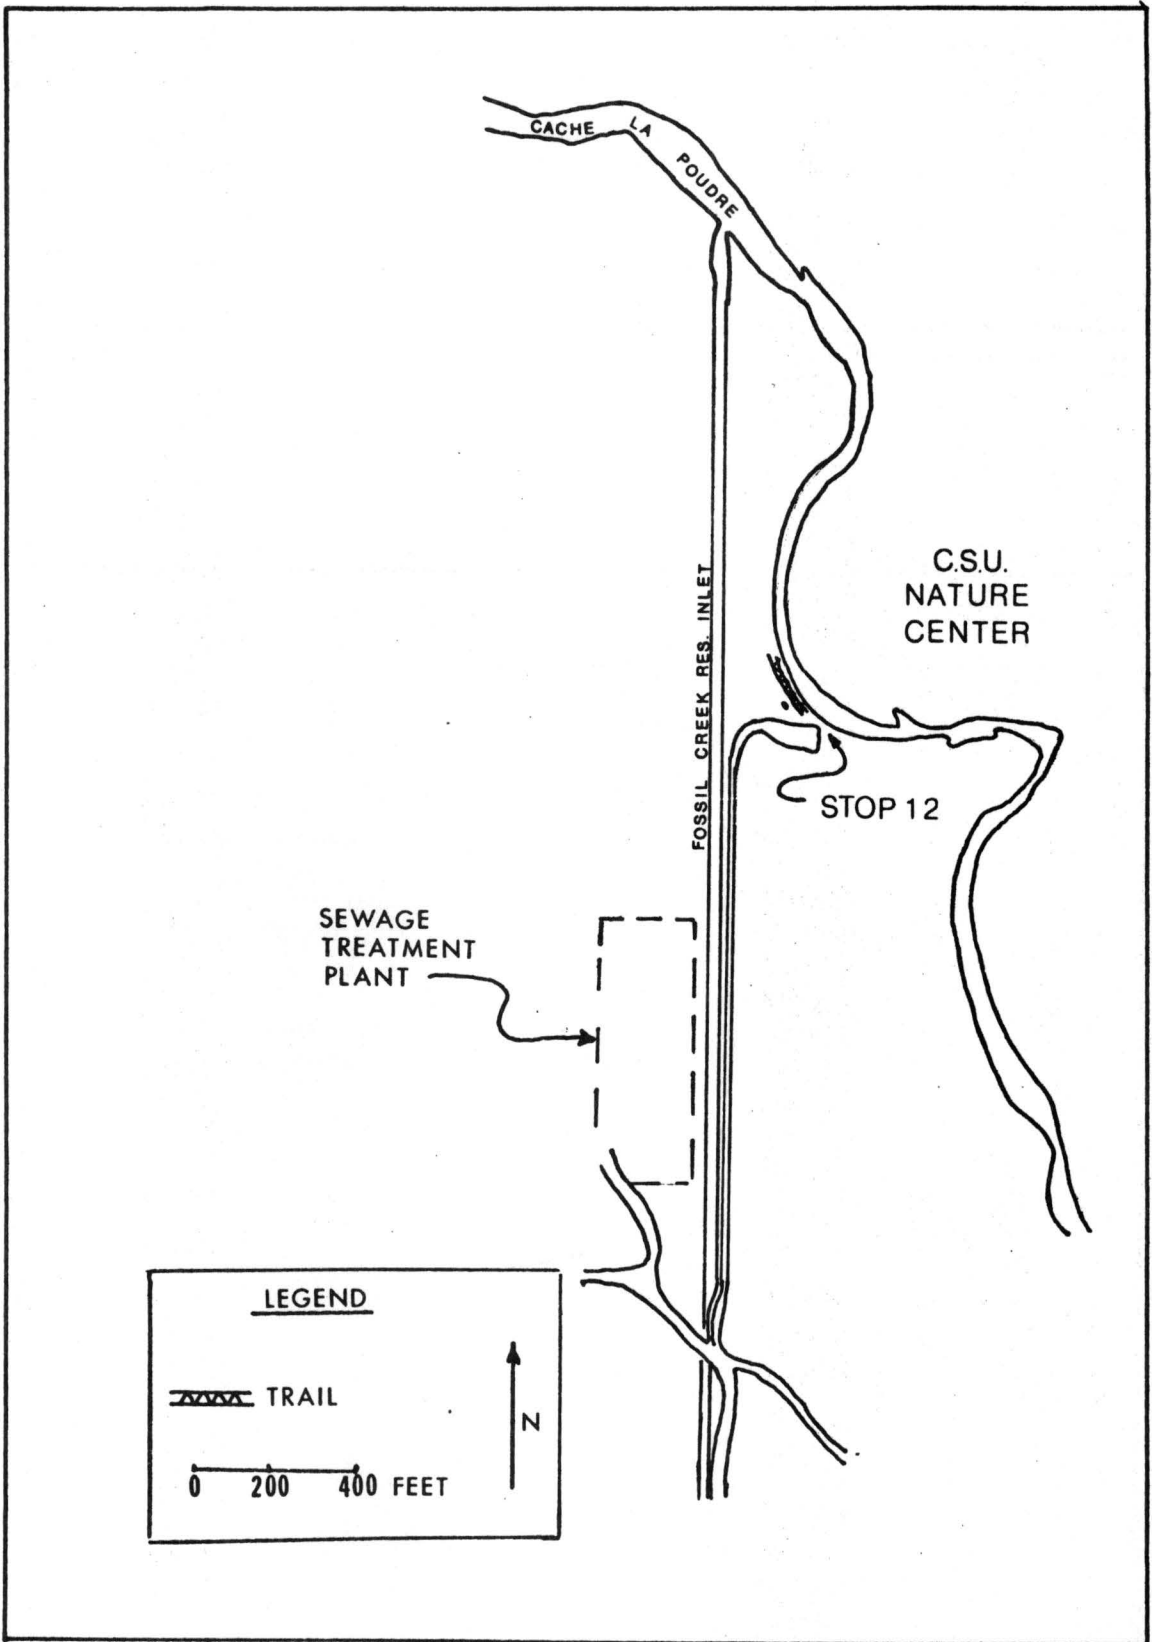 CACHE LA POUDRE
C.S.U.
NATURE
CENTER
FOSSIL CREEK RES. INLET
STOP 12
SEWAGE
TREATMENT
PLANT
LEGEND
TRAIL
N
0 200 400 FEET